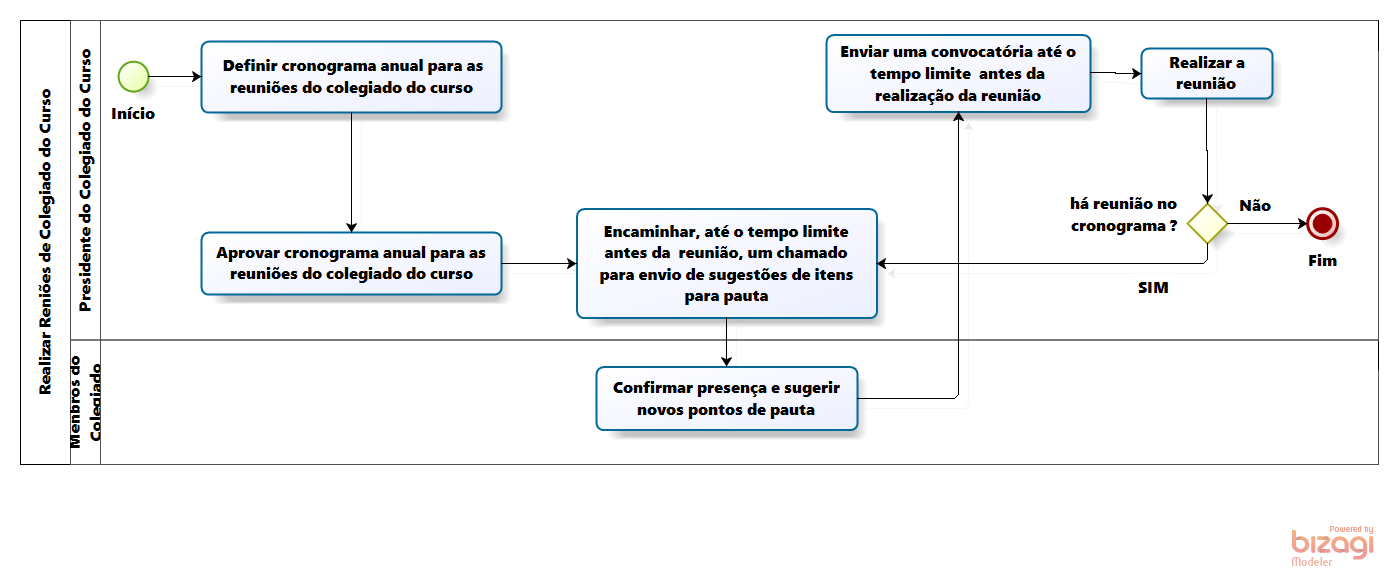 Realizar Reniões de Colegiado do Curso
Presidente do Colegiado do Curso
Início
Definir cronograma anual para as
reuniões do colegiado do curso
Aprovar cronograma anual para as
reuniões do colegiado do curso
Encaminhar, até o tempo limite
antes da reunião, um chamado
para envio de sugestões de itens
para pauta
Enviar uma convocatória até o
tempo limite antes da
realização da reunião
Realizar a
reunião
há reunião no
cronograma ?
Não
Fim
SIM
Membros do
Colegiado
Confirmar presença e sugerir
novos pontos de pauta
Powered by
bizagi
Modeler